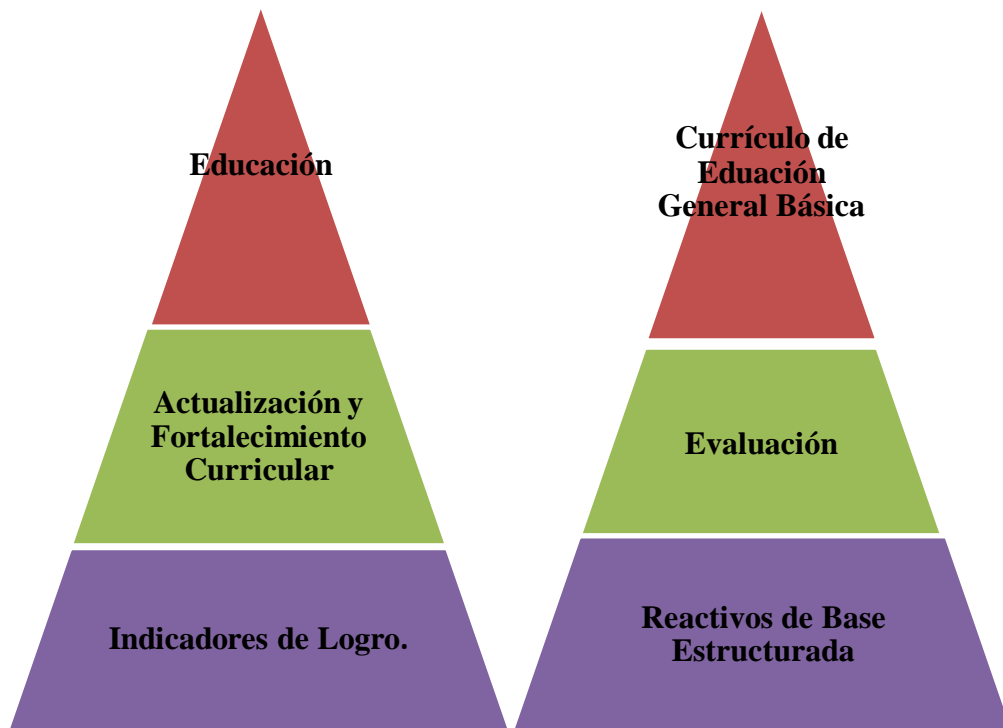 Educación
Actualización y
Fortalecimiento
Curricular
Indicadores de Logro.
Currículo de
Eduación
General Básica
Evaluación
Reactivos de Base
Estructurada